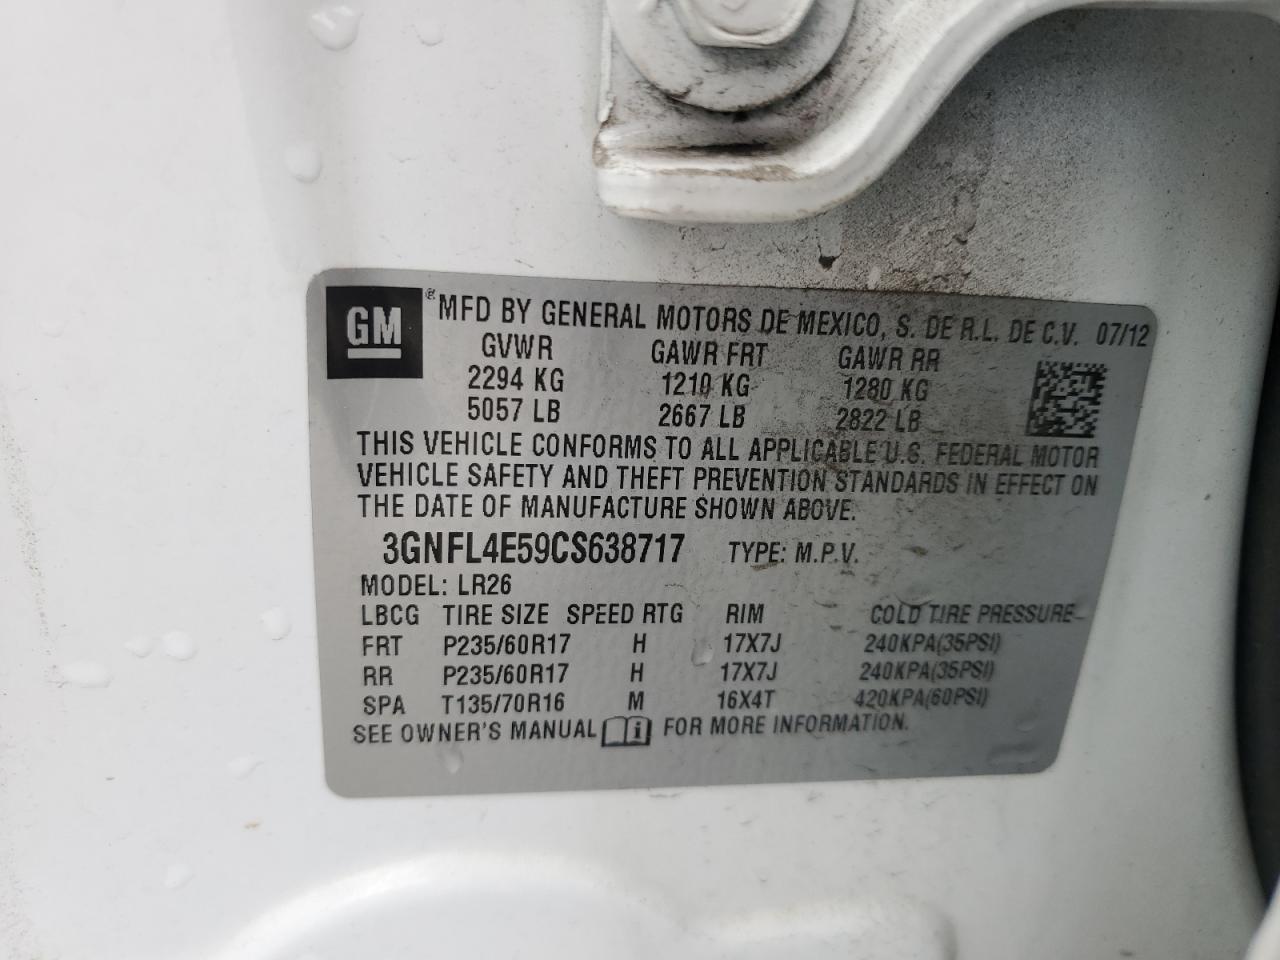 GM ® MFD BY GENERAL MOTORS DE MEXICO, S. DE R.L. DE C.V. 07/12
GVWR GAWR FRT GAWR RR
2294 KG 1210 KG 1280 KG
5057 LB 2667 LB 2822 LB
THIS VEHICLE CONFORMS TO ALL APPLICABLE U.S. FEDERAL MOTOR
VEHICLE SAFETY AND THEFT PREVENTION STANDARDS IN EFFECT ON
THE DATE OF MANUFACTURE SHOWN ABOVE.
3GNFL4E59CS638717 TYPE: M.P.V.
MODEL: LR26
LBCG TIRE SIZE SPEED RTG RIM COLD TIRE PRESSURE
FRT P235/60R17 H 17X7J 240KPA(35PSI)
RR P235/60R17 H 17X7J 240KPA(35PSI)
SPA T135/70R16 M 16X4T 420KPA(60PSI)
SEE OWNER'S MANUAL i FOR MORE INFORMATION.